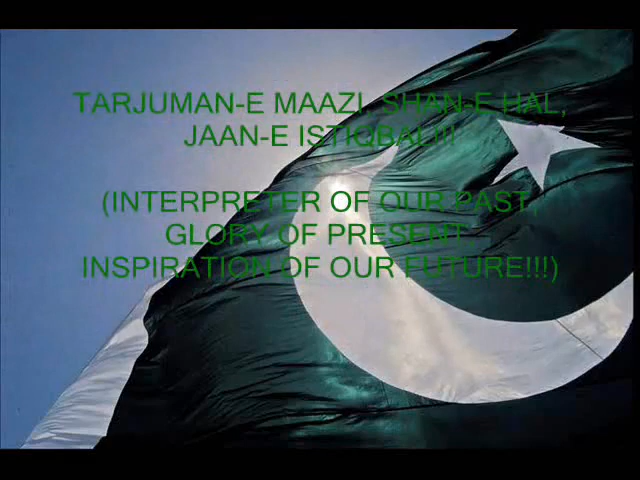 TARJUMAN-E MAAZI, SHAN-E HAL,
JAAN-E ISTIQBAL!!!
(INTERPRETER OF OUR PAST,
GLORY OF PRESENT
INSPIRATION OF OUR FUTURE!!!)